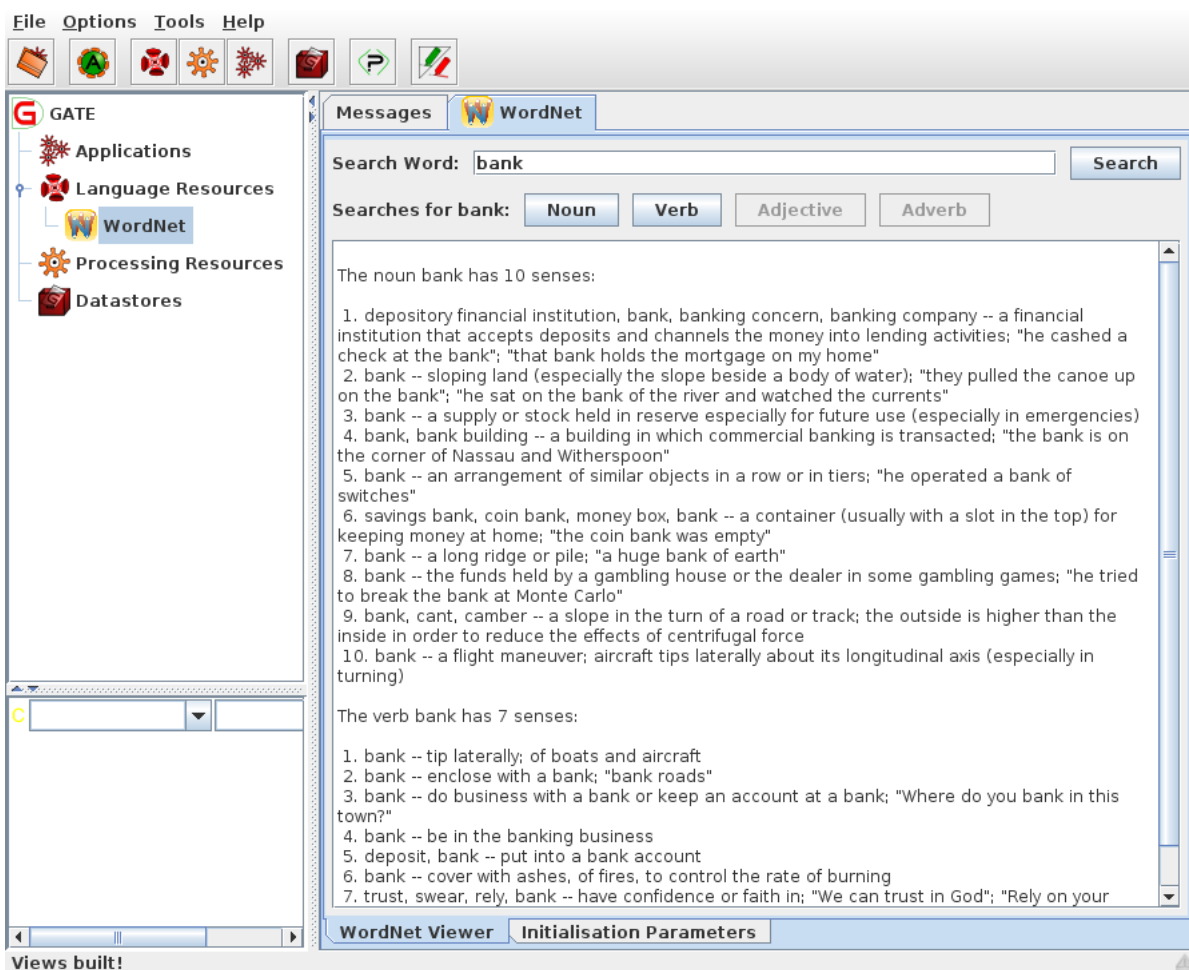 File Options Tools Help
GATE
Applications
Language Resources
WordNet
Processing Resources
Datastores
C
Messages WordNet
Search Word: bank Search
Searches for bank: Noun Verb Adjective Adverb
The noun bank has 10 senses:
1. depository financial institution, bank, banking concern, banking company -- a financial
institution that accepts deposits and channels the money into lending activities; "he cashed a
check at the bank"; "that bank holds the mortgage on my home"
2. bank -- sloping land (especially the slope beside a body of water); "they pulled the canoe up
on the bank"; "he sat on the bank of the river and watched the currents"
3. bank -- a supply or stock held in reserve especially for future use (especially in emergencies)
4. bank, bank building -- a building in which commercial banking is transacted; "the bank is on
the corner of Nassau and Witherspoon"
5. bank -- an arrangement of similar objects in a row or in tiers; "he operated a bank of
switches"
6. savings bank, coin bank, money box, bank -- a container (usually with a slot in the top) for
keeping money at home; "the coin bank was empty"
7. bank -- a long ridge or pile; "a huge bank of earth"
8. bank -- the funds held by a gambling house or the dealer in some gambling games; "he tried
to break the bank at Monte Carlo"
9. bank, cant, camber -- a slope in the turn of a road or track; the outside is higher than the
inside in order to reduce the effects of centrifugal force
10. bank -- a flight maneuver; aircraft tips laterally about its longitudinal axis (especially in
turning)
The verb bank has 7 senses:
1. bank -- tip laterally; of boats and aircraft
2. bank -- enclose with a bank; "bank roads"
3. bank -- do business with a bank or keep an account at a bank; "Where do you bank in this
town?"
4. bank -- be in the banking business
5. deposit, bank -- put into a bank account
6. bank -- cover with ashes, of fires, to control the rate of burning
7. trust, swear, rely, bank -- have confidence or faith in; "We can trust in God"; "Rely on your
WordNet Viewer Initialisation Parameters
Views built!